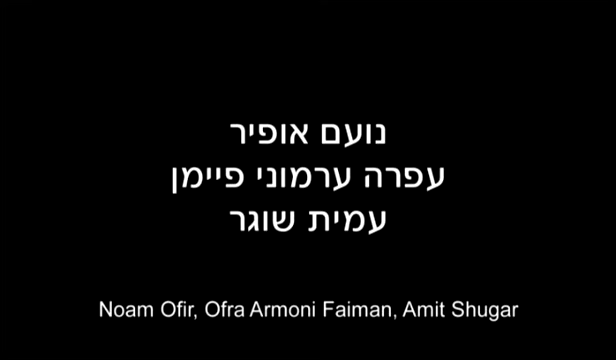 נועם אופיר
עפרה ערמוני פיימן
עמית שוגר
Noam Ofir, Ofra Armoni Faiman, Amit Shugar